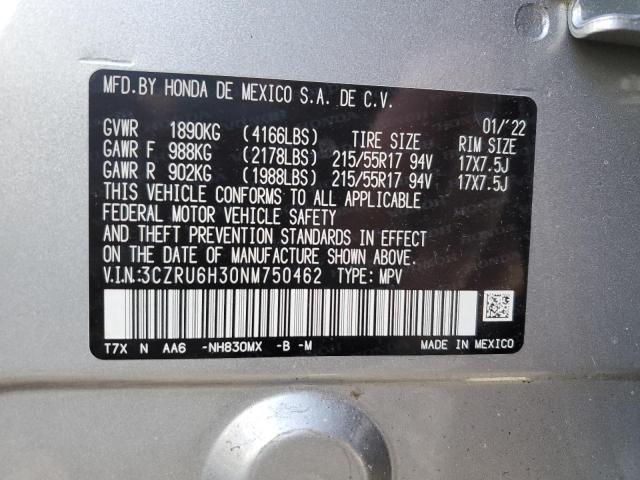 MFD.BY HONDA DE MEXICO S.A. DE C.V.
01/'22
GVWR 1890KG (4166LBS) TIRE SIZE RIM SIZE
GAWR F 988KG (2178LBS) 215/55R17 94V 17X7.5J
GAWR R 902KG (1988LBS) 215/55R17 94V 17X7.5J
THIS VEHICLE CONFORMS TO ALL APPLICABLE
FEDERAL MOTOR VEHICLE SAFETY
AND THEFT PREVENTION STANDARDS IN EFFECT
ON THE DATE OF MANUFACTURE SHOWN ABOVE.
V.I.N.:3CZRU6H30NM750462 TYPE: MPV
T7X N AA6 -NH830MX -B -M MADE IN MEXICO